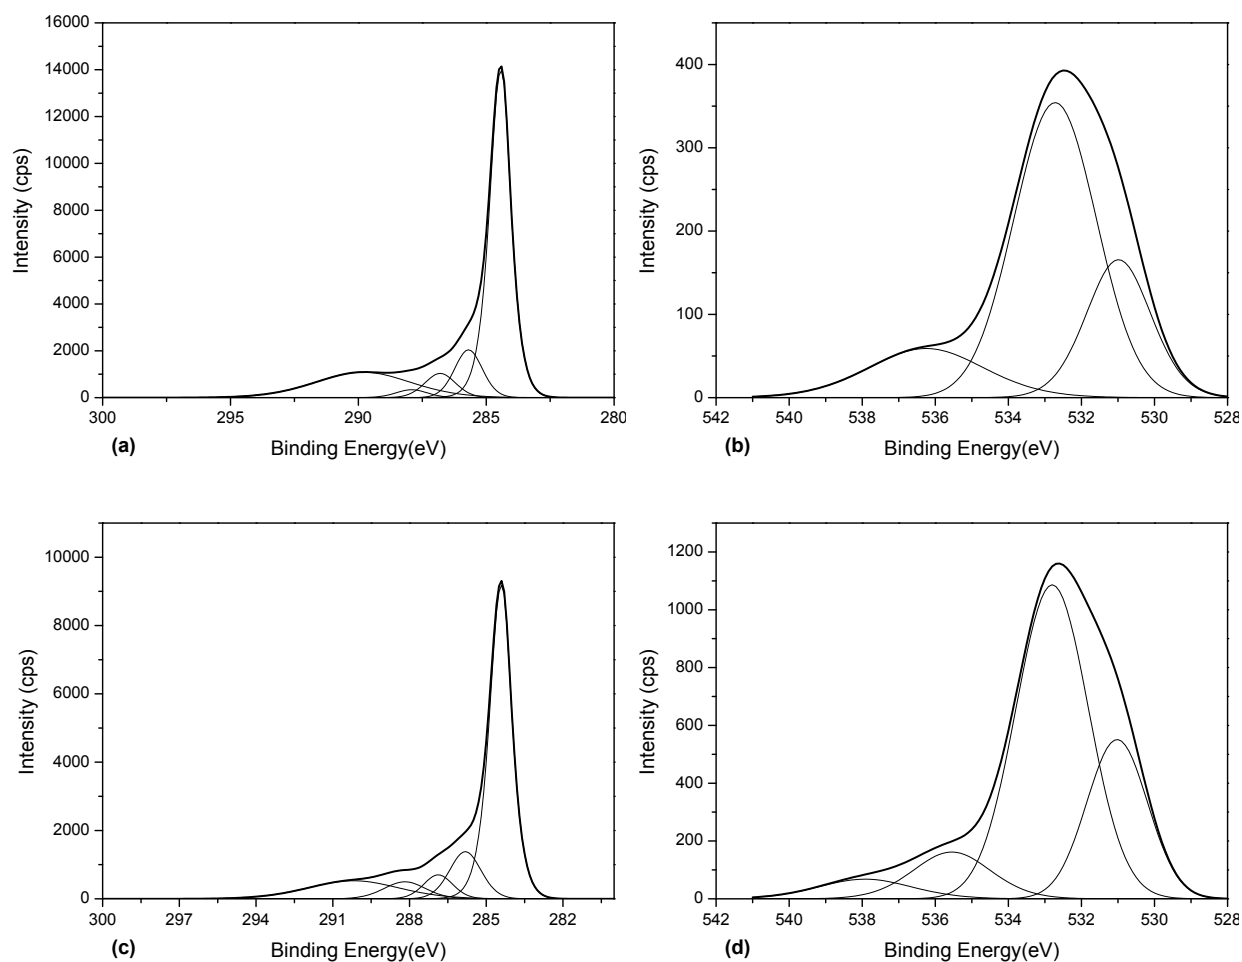 16000
14000
12000
10000
8000
6000
4000
2000
0
Intensity (cps)
300 295 290 285 280
(a) Binding Energy(eV)
400
300
200
100
0
Intensity (cps)
542 540 538 536 534 532 530 528
(b) Binding Energy(eV)
10000
8000
6000
4000
2000
0
Intensity (cps)
300 297 294 291 288 285 282
(c) Binding Energy(eV)
1200
1000
800
600
400
200
0
Intensity (cps)
542 540 538 536 534 532 530 528
(d) Binding Energy(eV)